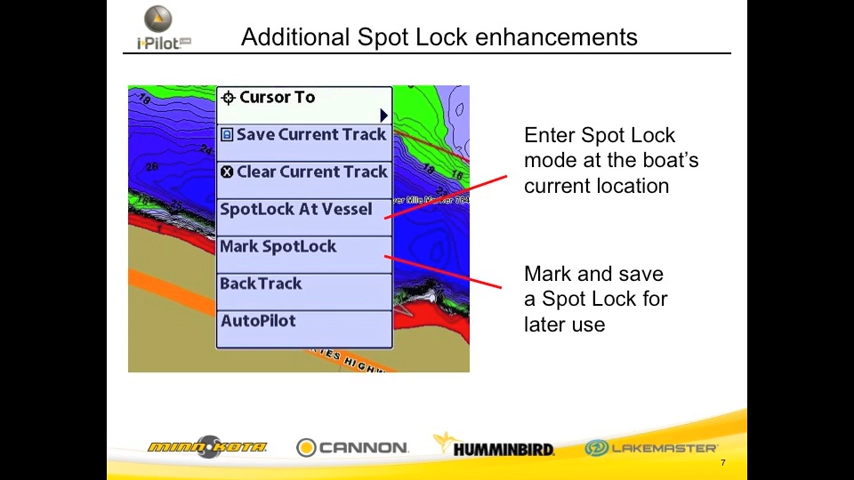 i-Pilot
Additional Spot Lock enhancements
Cursor To
Save Current Track
Clear Current Track
SpotLock At Vessel
Mark SpotLock
BackTrack
AutoPilot
Enter Spot Lock
mode at the boat's
current location
Mark and save
a Spot Lock for
later use
MINN KOTA
CANNON
HUMMINBIRD
LAKEMASTER
7